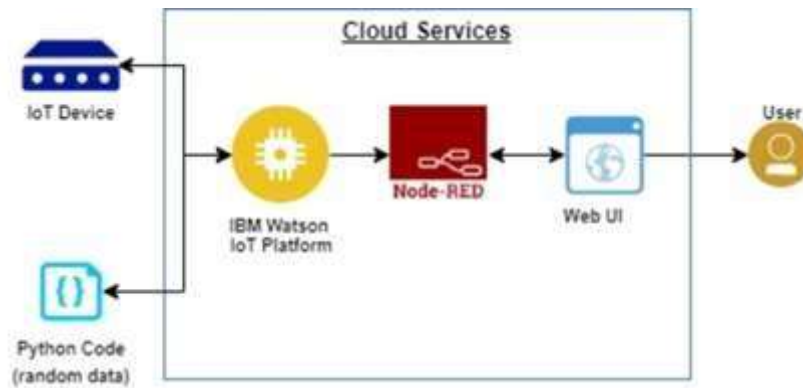 Cloud Services
IoT Device
User
Node-RED
IBM Watson
IoT Platform
Web UI
{}
Python Code
(random data)